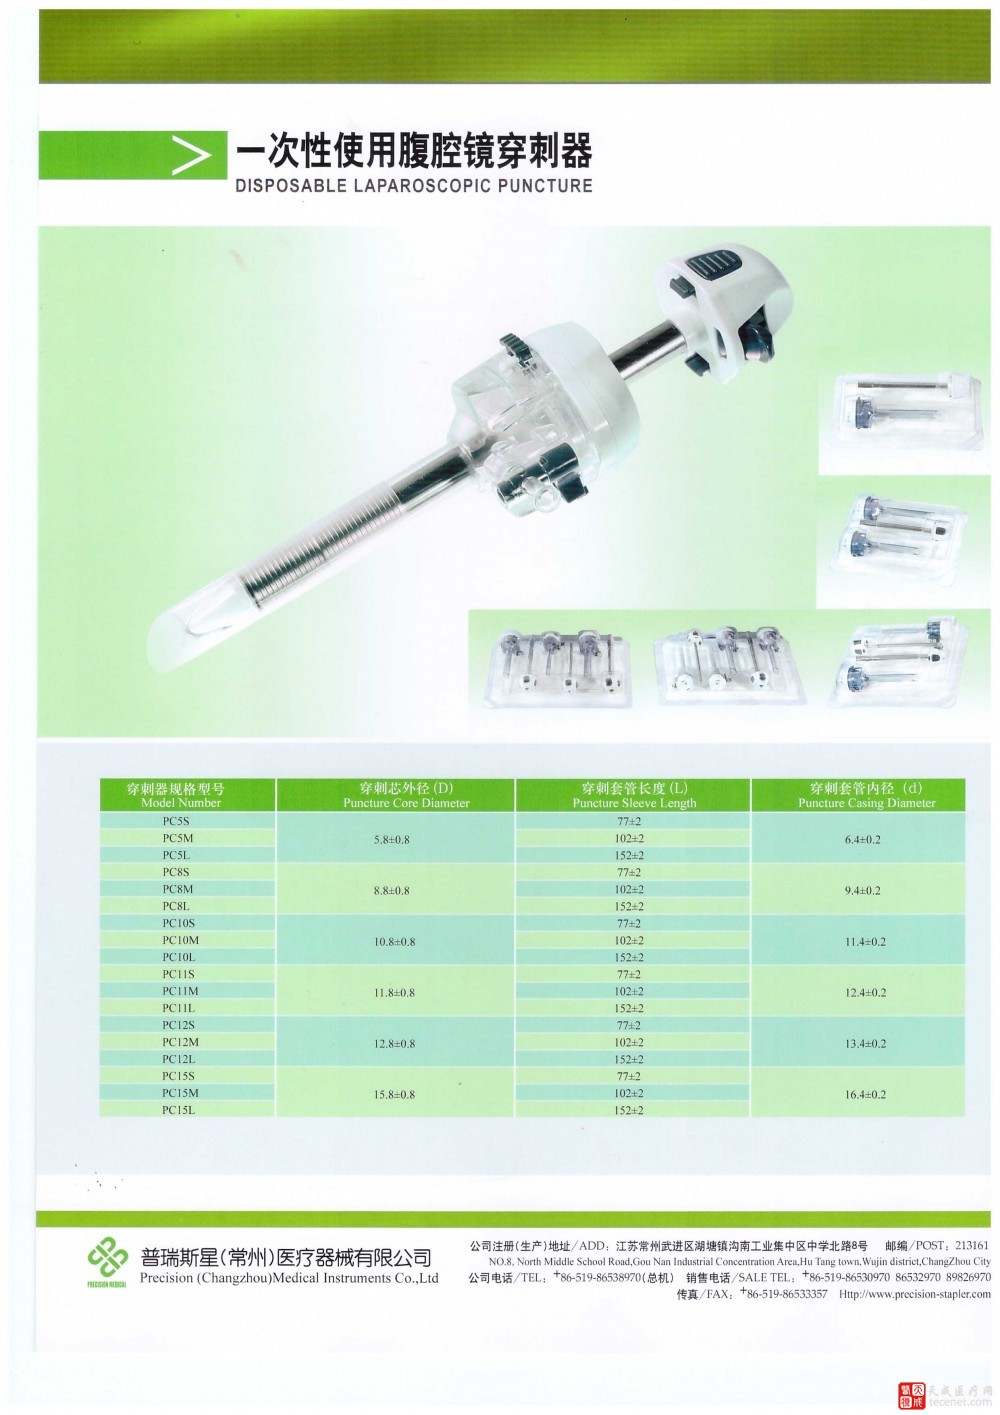 一次性使用腹腔镜穿刺器
DISPOSABLE LAPAROSCOPIC PUNCTURE
穿刺器规格型号 穿刺芯外径 (D) 穿刺套管长度 (L) 穿刺套管内径 (d)
Model Number Puncture Core Diameter Puncture Sleeve Length Puncture Casing Diameter
PC5S 77±2
PC5M 5.8±0.8 102±2 6.4±0.2
PC5L 152±2
PC8S 77±2
PC8M 8.8±0.8 102±2 9.4±0.2
PC8L 152±2
PC10S 77±2
PC10M 10.8±0.8 102±2 11.4±0.2
PC10L 152±2
PC11S 77±2
PC11M 11.8±0.8 102±2 12.4±0.2
PC11L 152±2
PC12S 77±2
PC12M 12.8±0.8 102±2 13.4±0.2
PC12L 152±2
PC15S 77±2
PC15M 15.8±0.8 102±2 16.4±0.2
PC15L 152±2
PRECISION MEDICAL
普瑞斯星(常州)医疗器械有限公司
Precision (Changzhou)Medical Instruments Co.,Ltd
公司注册(生产)地址/ADD: 江苏常州武进区湖塘镇沟南工业集中区中学北路8号 邮编/POST: 213161
NO.8, North Middle School Road,Gou Nan Industrial Concentration Area,Hu Tang town,Wujin district,ChangZhou City
公司电话/TEL: +86-519-86538970(总机) 销售电话/SALE TEL: +86-519-86530970 86532970 89826970
传真/FAX: +86-519-86533357 Http://www.precision-stapler.com
天成医疗网
tecenet.com